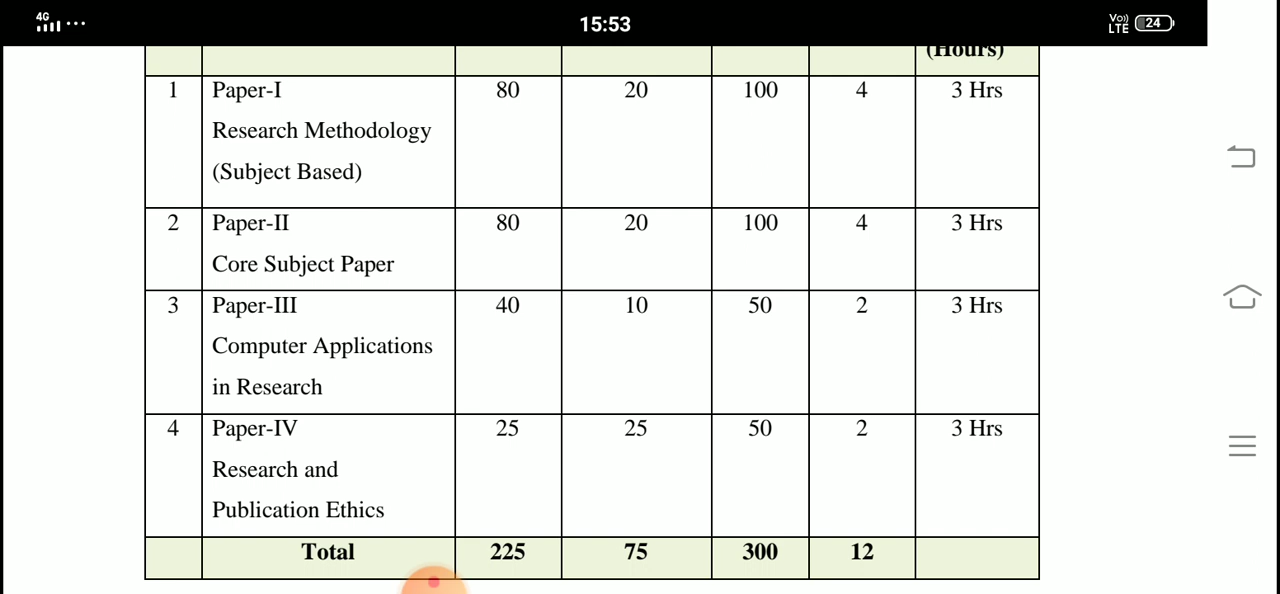 4G 15:53 Vo)) LTE 24
(Hours)
1 Paper-I 80 20 100 4 3 Hrs
Research Methodology
(Subject Based)
2 Paper-II 80 20 100 4 3 Hrs
Core Subject Paper
3 Paper-III 40 10 50 2 3 Hrs
Computer Applications
in Research
4 Paper-IV 25 25 50 2 3 Hrs
Research and
Publication Ethics
Total 225 75 300 12